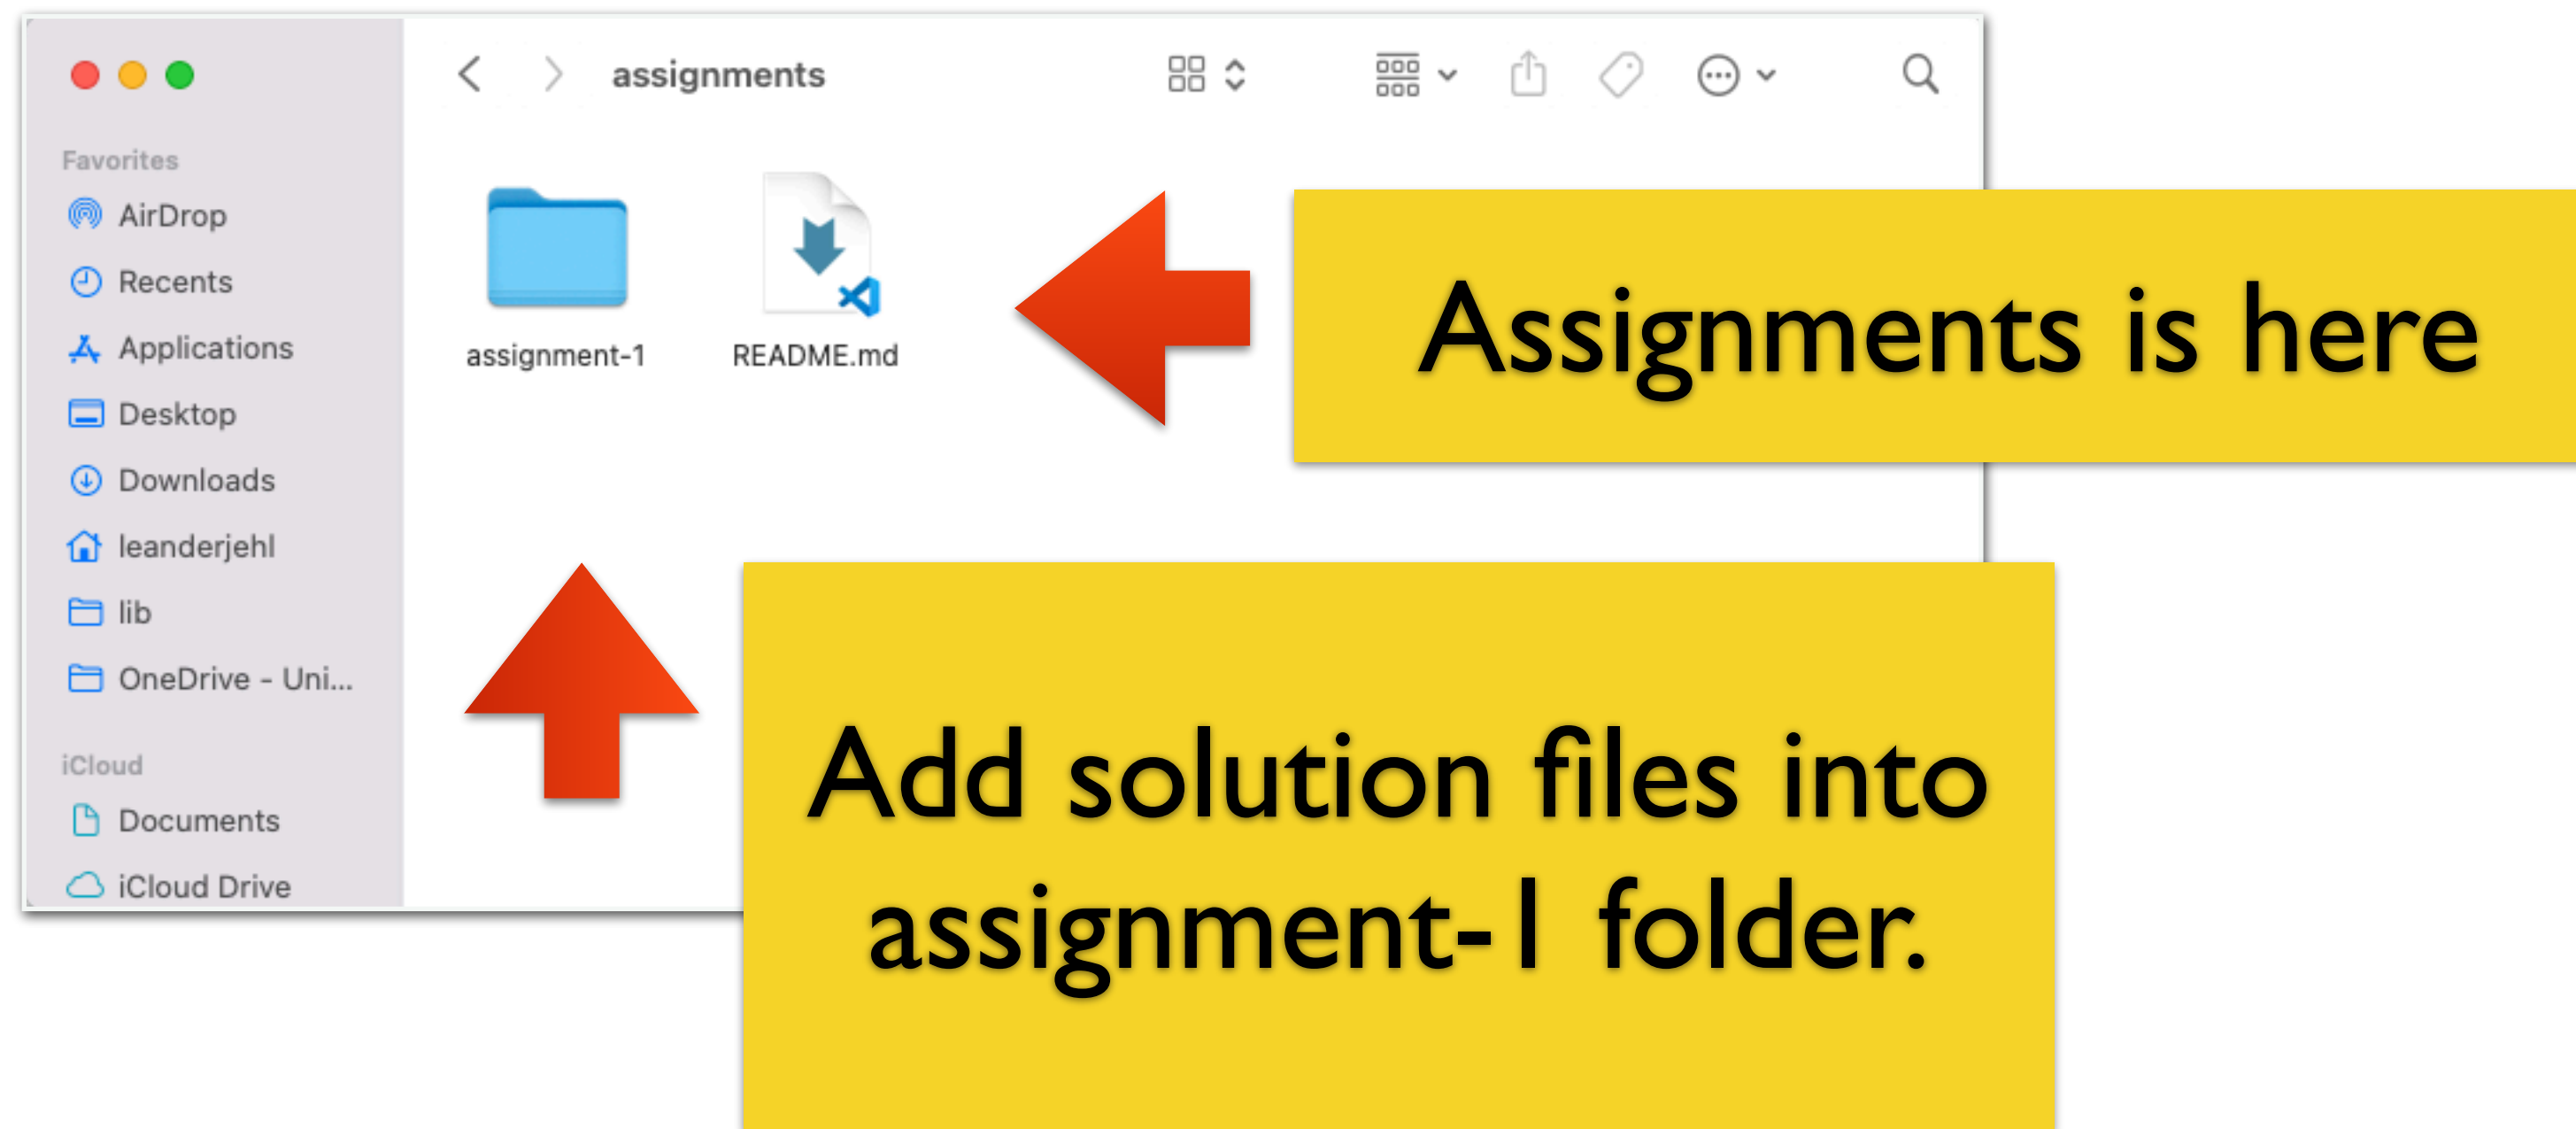 assignments
Favorites
AirDrop
Recents
Applications
Desktop
Downloads
leanderjehl
lib
OneDrive - Uni...
iCloud
Documents
iCloud Drive
assignment-1
README.md
Assignments is here
Add solution files into
assignment-1 folder.